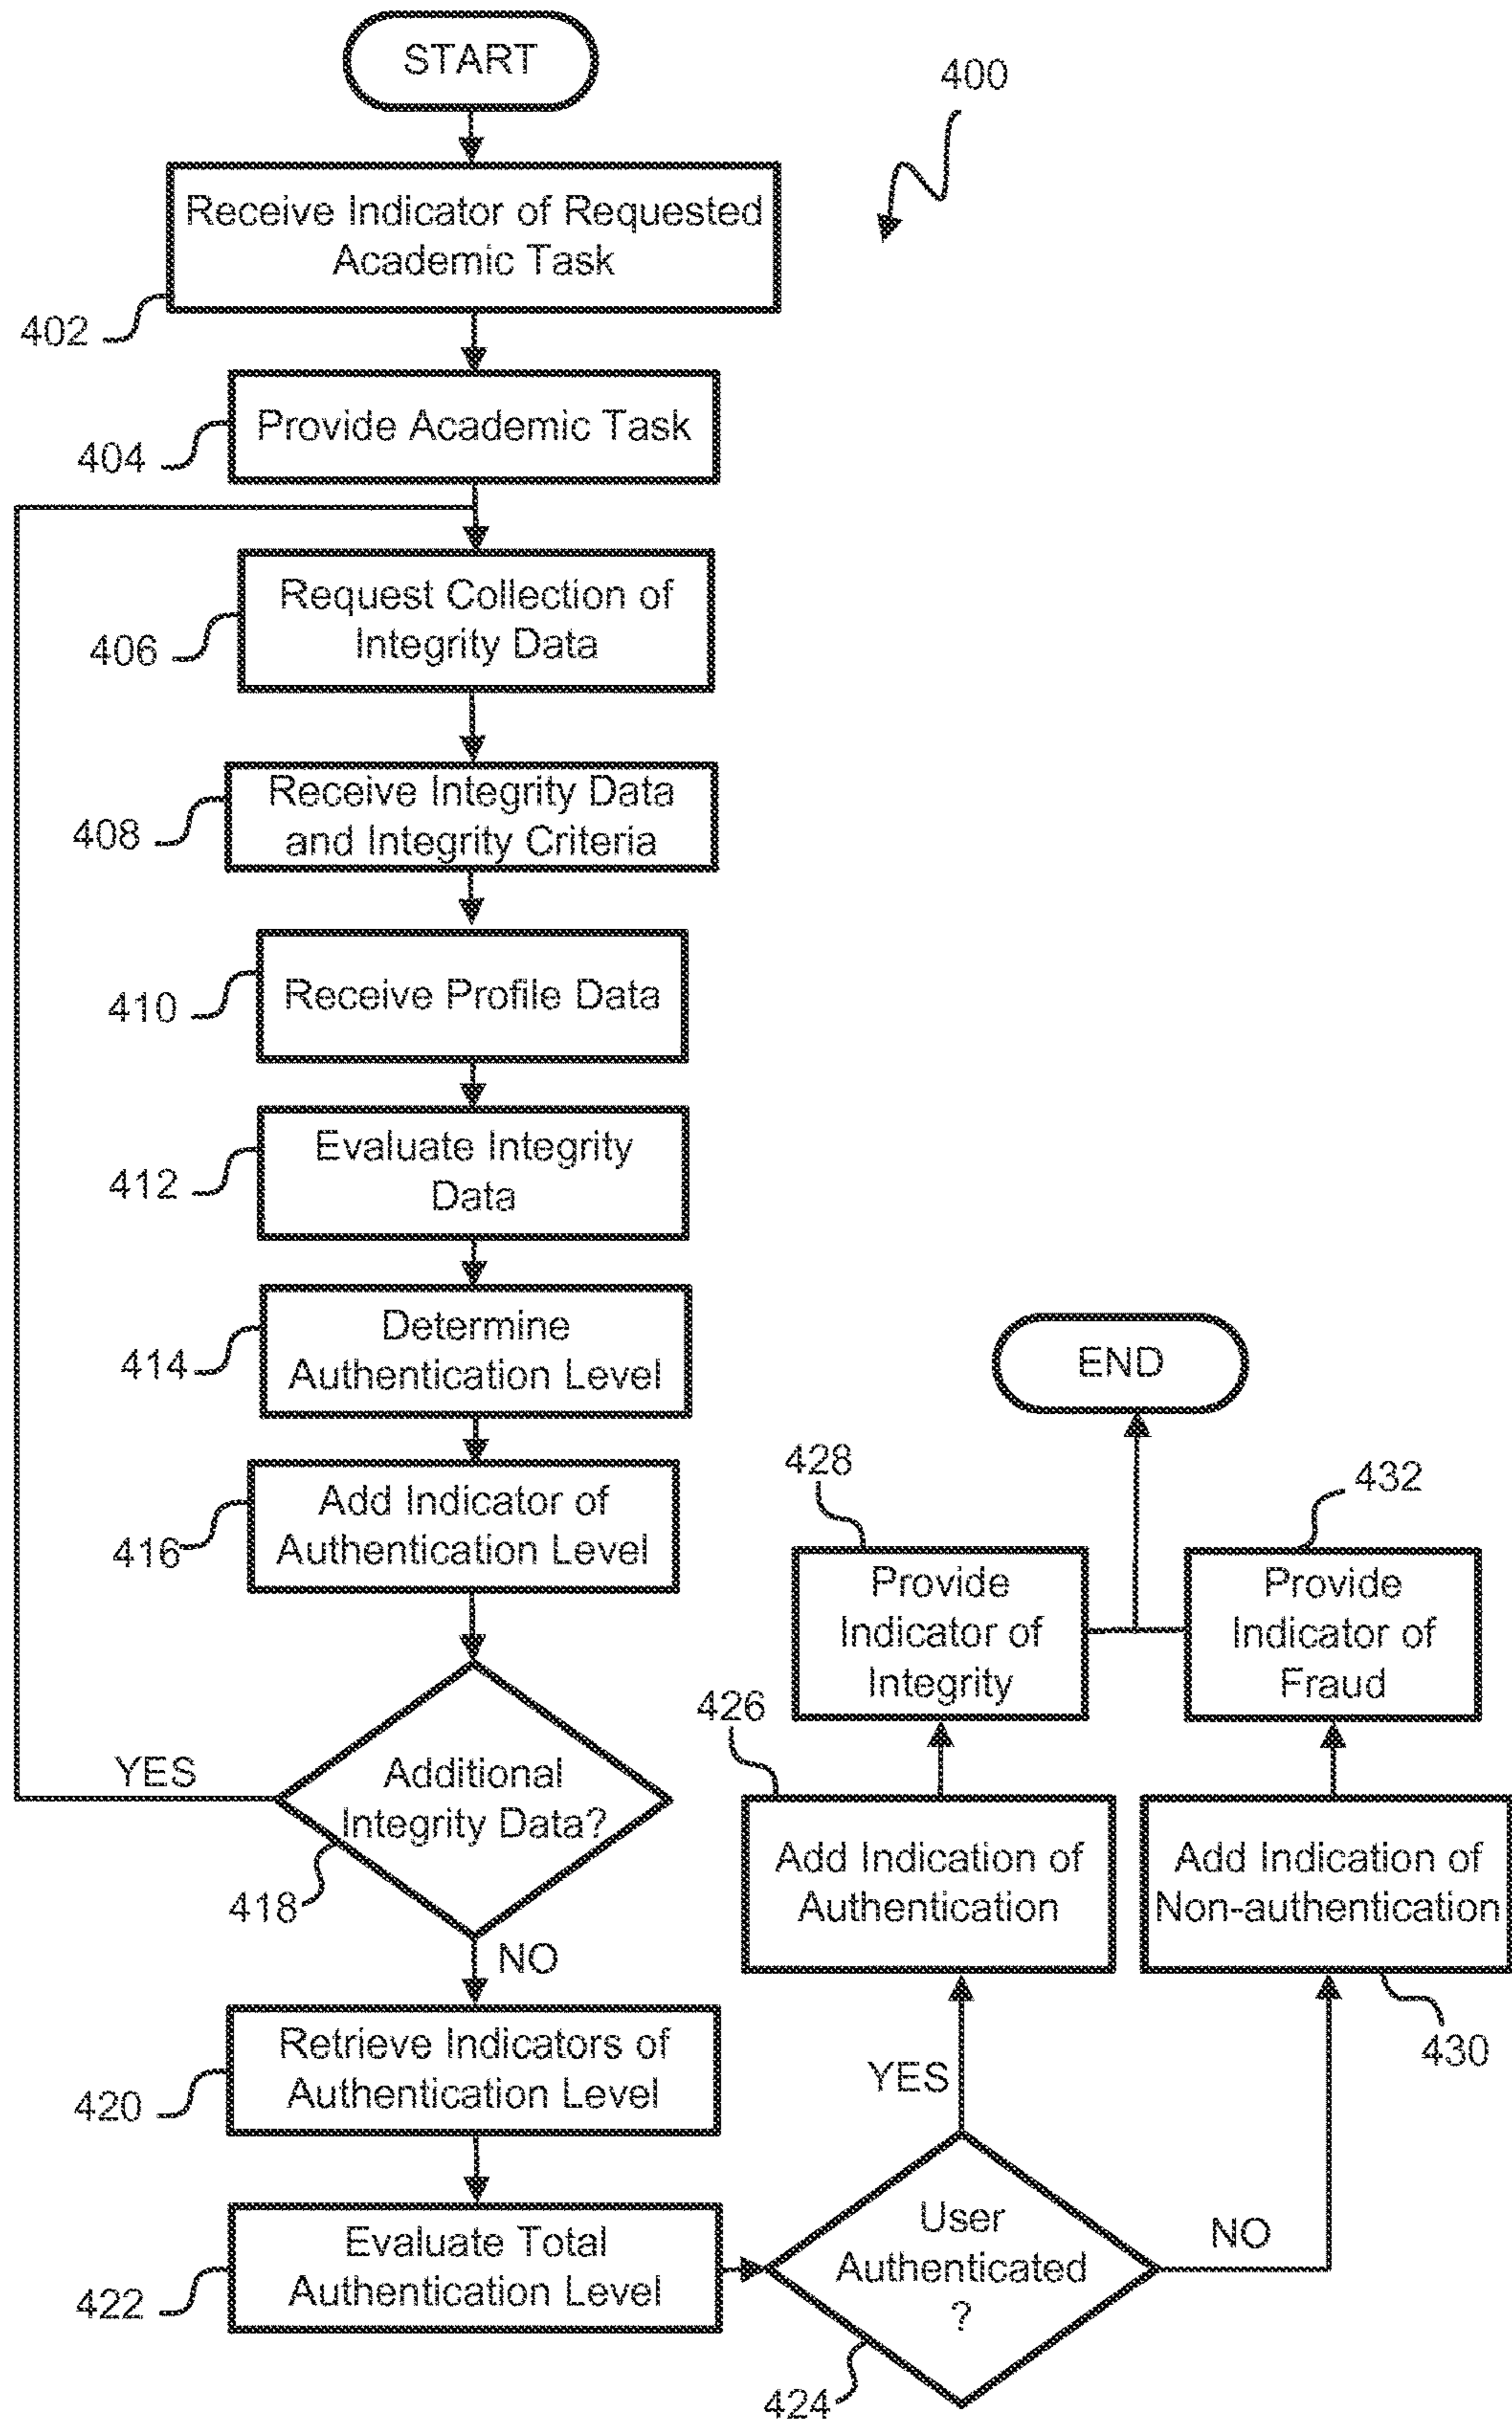 START
400
Receive Indicator of Requested
Academic Task
402
Provide Academic Task
404
Request Collection of
Integrity Data
406
Receive Integrity Data
and Integrity Criteria
408
Receive Profile Data
410
Evaluate Integrity
Data
412
Determine
Authentication Level
414
Add Indicator of
Authentication Level
416
Additional
Integrity Data?
418
YES
NO
Retrieve Indicators of
Authentication Level
420
Evaluate Total
Authentication Level
422
User
Authenticated
?
424
YES
NO
Add Indication of
Authentication
426
Provide
Indicator of
Integrity
428
Add Indication of
Non-authentication
430
Provide
Indicator of
Fraud
432
END